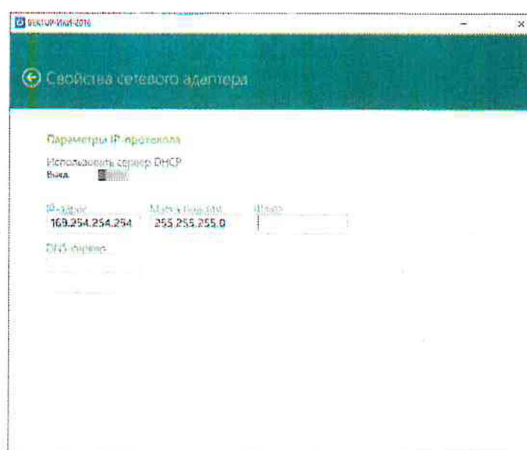 ВЕКТОР-ИКИ-2016
Свойства сетевого адаптера
Параметры IP-протокола
Использовать сервер DHCP
Выкл.
IP-адрес Маска подсети Шлюз
169.254.254.254 255.255.255.0
DNS-сервер